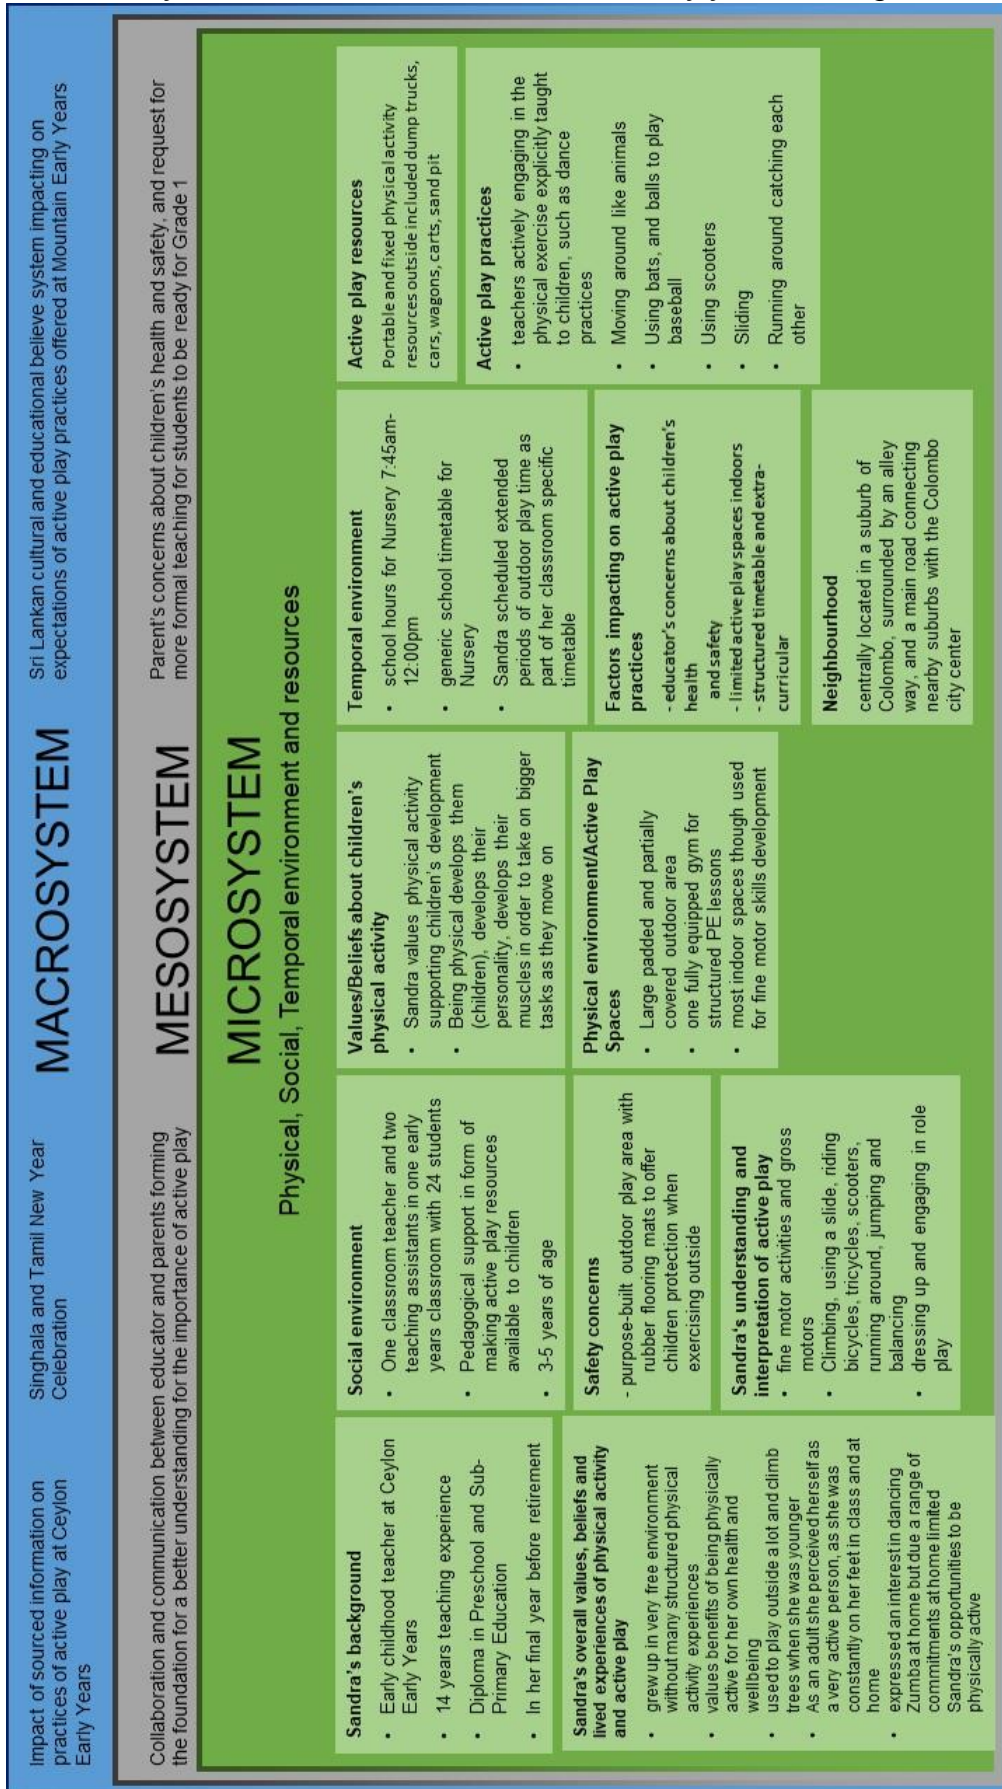 Impact of sourced information on
practices of active play at Ceylon
Early Years
Singhala and Tamil New Year
Celebration
MACROSYSTEM
Sri Lankan cultural and educational believe system impacting on
expectations of active play practices offered at Mountain Early Years
Collaboration and communication between educator and parents forming
the foundation for a better understanding for the importance of active play
MESOSYSTEM
Parent's concerns about children's health and safety, and request for
more formal teaching for students to be ready for Grade 1
MICROSYSTEM
Physical, Social, Temporal environment and resources
Sandra's background
• Early childhood teacher at Ceylon
Early Years
• 14 years teaching experience
• Diploma in Preschool and Sub-
Primary Education
• In her final year before retirement
Sandra's overall values, beliefs and
lived experiences of physical activity
and active play
• grew up in very free environment
without many structured physical
activity experiences
• values benefits of being physically
active for her own health and
wellbeing
• used to play outside a lot and climb
trees when she was younger
• As an adult she perceived herself as
a very active person, as she was
constantly on her feet in class and at
home
• expressed an interest in dancing
Zumba at home but due a range of
commitments at home limited
Sandra's opportunities to be
physically active
Social environment
• One classroom teacher and two
teaching assistants in one early
years classroom with 24 students
• Pedagogical support in form of
making active play resources
available to children
• 3-5 years of age
Safety concerns
- purpose-built outdoor play area with
rubber flooring mats to offer
children protection when
exercising outside
Sandra's understanding and
interpretation of active play
• fine motor activities and gross
motors
• Climbing, using a slide, riding
bicycles, tricycles, scooters,
running around, jumping and
balancing
• dressing up and engaging in role
play
Values/Beliefs about children's
physical activity
• Sandra values physical activity
supporting children's development
• Being physical develops them
(children), develops their
personality, develops their
muscles in order to take on bigger
tasks as they move on
Physical environment/Active Play
Spaces
• Large padded and partially
covered outdoor area
• one fully equipped gym for
structured PE lessons
• most indoor spaces though used
for fine motor skills development
Temporal environment
• school hours for Nursery 7:45am-
12:00pm
• generic school timetable for
Nursery
• Sandra scheduled extended
periods of outdoor play time as
part of her classroom specific
timetable
Factors impacting on active play
practices
- educator's concerns about children's
health
and safety
- limited active play spaces indoors
- structured timetable and extra-
curricular
Neighbourhood
centrally located in a suburb of
Colombo, surrounded by an alley
way, and a main road connecting
nearby suburbs with the Colombo
city center
Active play resources
Portable and fixed physical activity
resources outside included dump trucks,
cars, wagons, carts, sand pit
Active play practices
• teachers actively engaging in the
physical exercise explicitly taught
to children, such as dance
practices
• Moving around like animals
• Using bats, and balls to play
baseball
• Using scooters
• Sliding
• Running around catching each
other